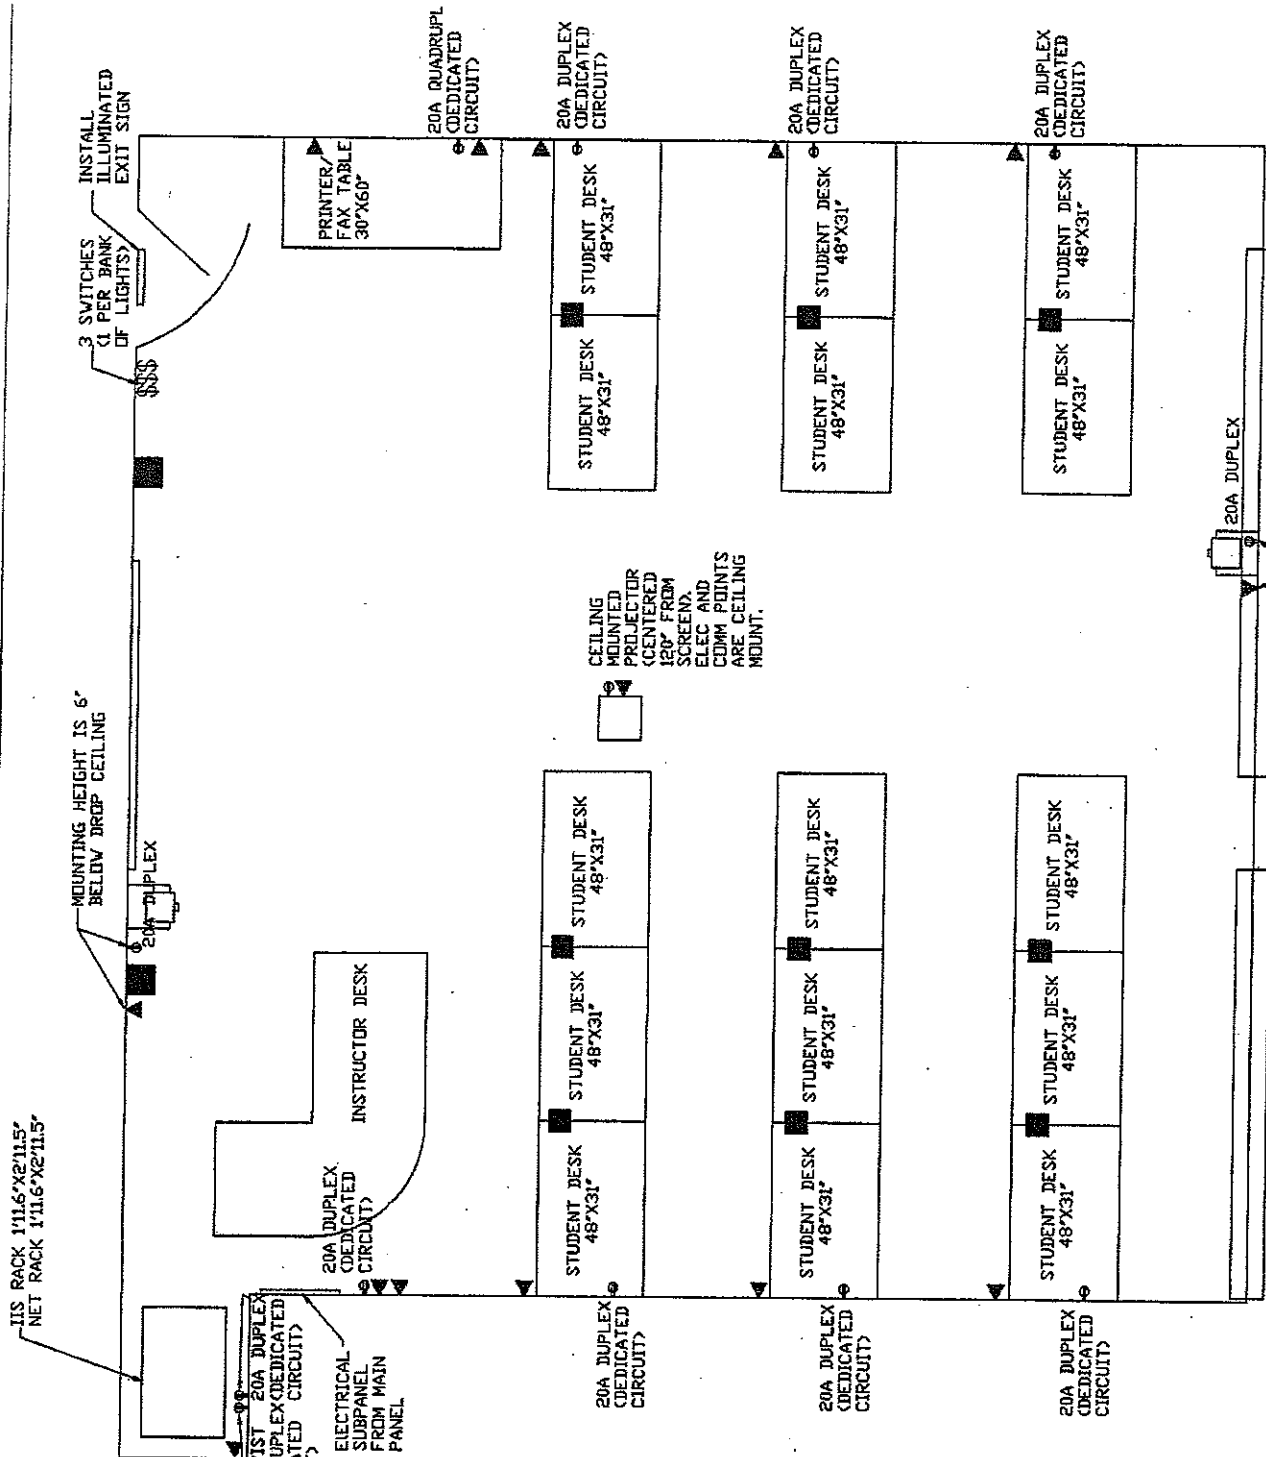 IIS RACK 1'11.6"X2'11.5"
NET RACK 1'11.6"X2'11.5"
MOUNTING HEIGHT IS 6"
BELOW DROP CEILING
3 SWITCHES
(1 PER BANK
OF LIGHTS)
INSTALL
ILLUMINATED
EXIT SIGN
$$$
20A DUPLEX
INSTRUCTOR DESK
PRINTER/
FAX TABLE
30"X60"
20A QUADRUPL
(DEDICATED
CIRCUIT)
20A DUPLEX
(DEDICATED
CIRCUIT)
20A DUPLEX
(DEDICATED
CIRCUIT)
ELECTRICAL
SUBPANEL
FROM MAIN
PANEL
20A DUPLEX
(DEDICATED
CIRCUIT)
CEILING
MOUNTED
PROJECTOR
(CENTERED
120" FROM
SCREEN).
ELEC AND
COMM POINTS
ARE CEILING
MOUNT.
20A DUPLEX
(DEDICATED
CIRCUIT)
STUDENT DESK
48"X31"
STUDENT DESK
48"X31"
STUDENT DESK
48"X31"
STUDENT DESK
48"X31"
STUDENT DESK
48"X31"
20A DUPLEX
(DEDICATED
CIRCUIT)
20A DUPLEX
(DEDICATED
CIRCUIT)
STUDENT DESK
48"X31"
STUDENT DESK
48"X31"
STUDENT DESK
48"X31"
STUDENT DESK
48"X31"
STUDENT DESK
48"X31"
20A DUPLEX
(DEDICATED
CIRCUIT)
20A DUPLEX
(DEDICATED
CIRCUIT)
STUDENT DESK
48"X31"
STUDENT DESK
48"X31"
STUDENT DESK
48"X31"
STUDENT DESK
48"X31"
STUDENT DESK
48"X31"
20A DUPLEX